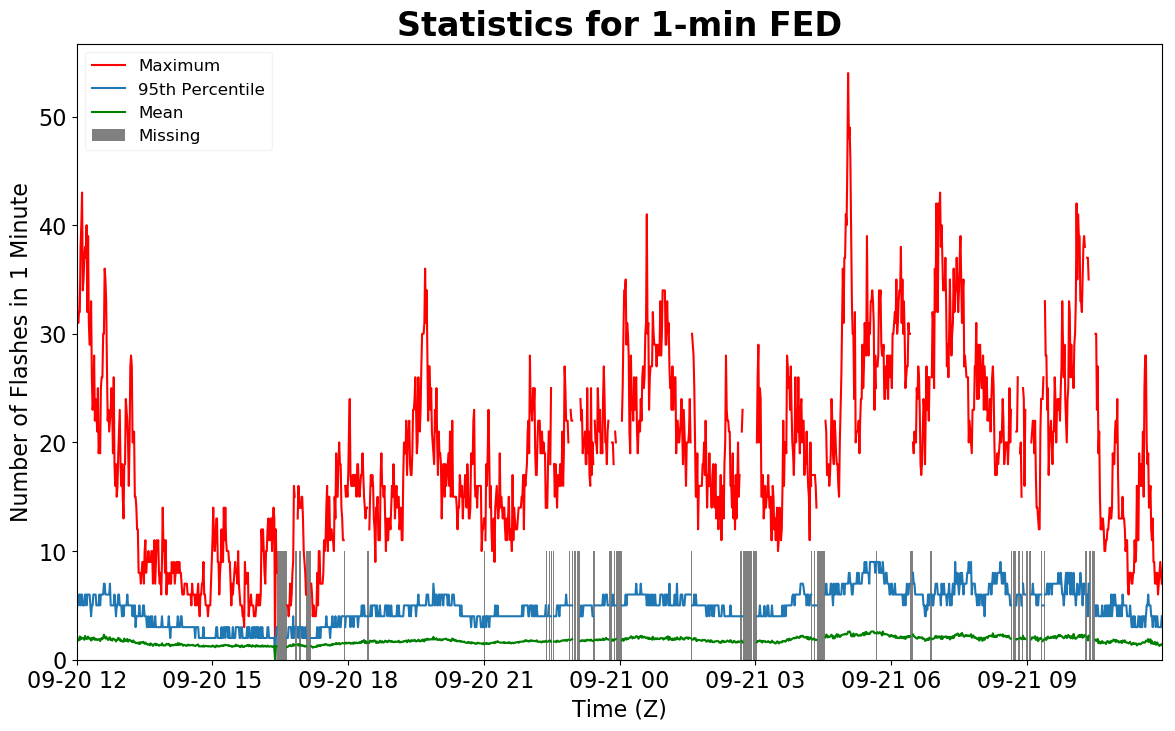 Statistics for 1-min FED
Maximum
95th Percentile
Mean
Missing
Number of Flashes in 1 Minute
50
40
30
20
10
0
09-20 12
09-20 15
09-20 18
09-20 21
09-21 00
09-21 03
09-21 06
09-21 09
Time (Z)